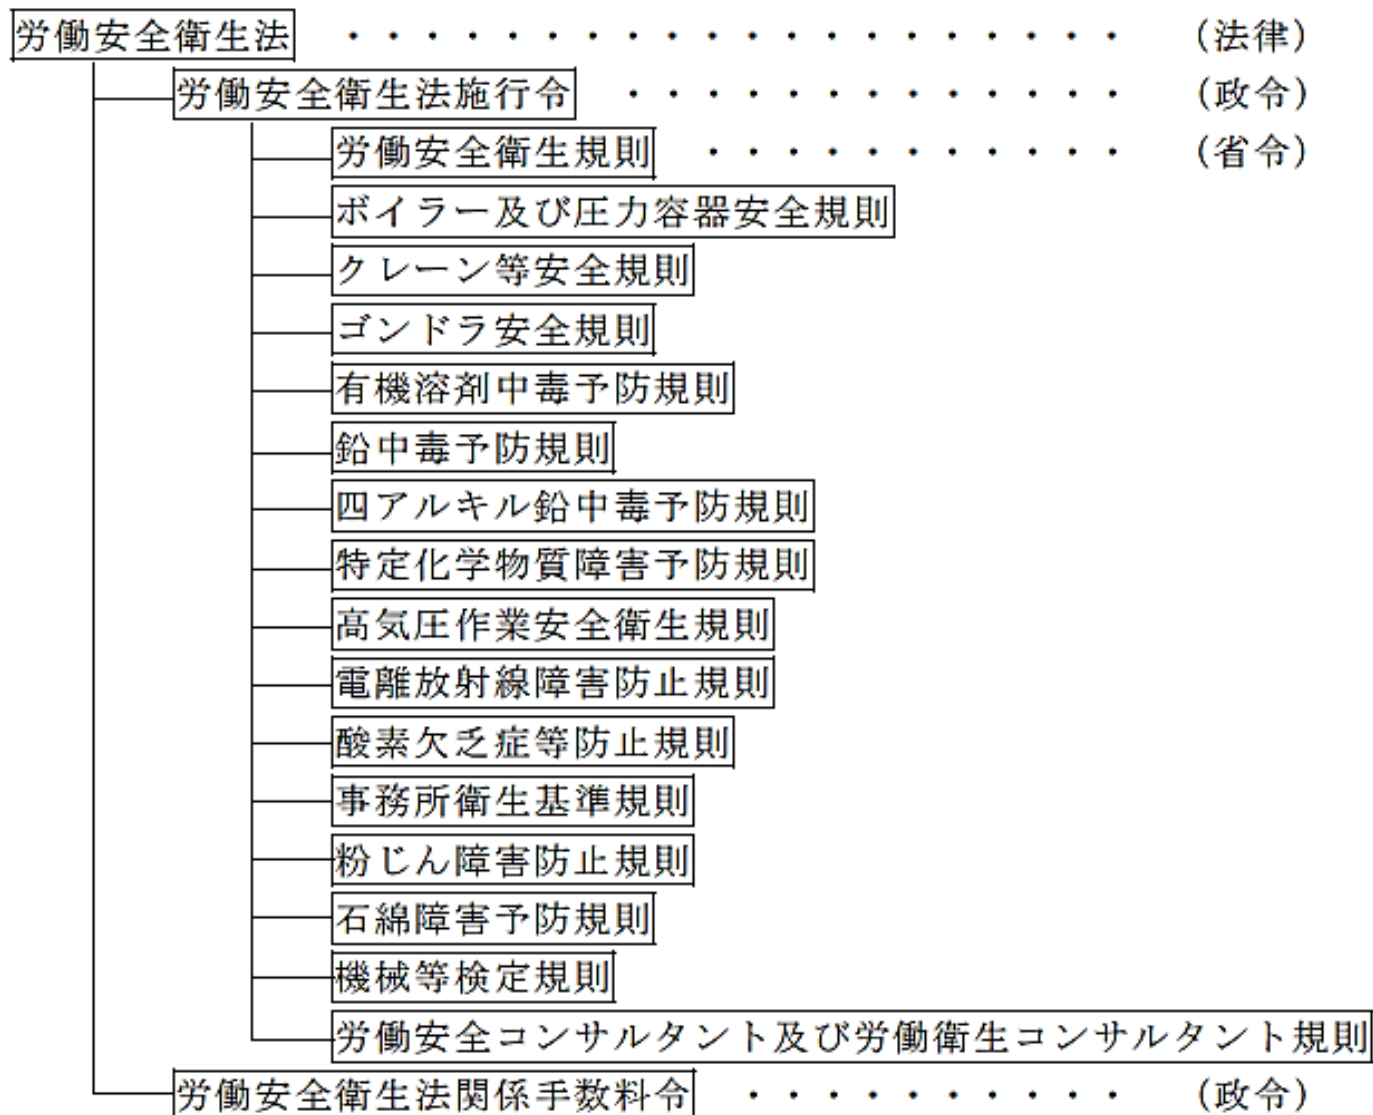 労働安全衛生法 ・・・・・・・・・・・・・・・・・・・・ (法律)
労働安全衛生法施行令 ・・・・・・・・・・・・・ (政令)
労働安全衛生規則 ・・・・・・・・・・・ (省令)
ボイラー及び圧力容器安全規則
クレーン等安全規則
ゴンドラ安全規則
有機溶剤中毒予防規則
鉛中毒予防規則
四アルキル鉛中毒予防規則
特定化学物質障害予防規則
高気圧作業安全衛生規則
電離放射線障害防止規則
酸素欠乏症等防止規則
事務所衛生基準規則
粉じん障害防止規則
石綿障害予防規則
機械等検定規則
労働安全コンサルタント及び労働衛生コンサルタント規則
労働安全衛生法関係手数料令 ・・・・・・・・・・ (政令)